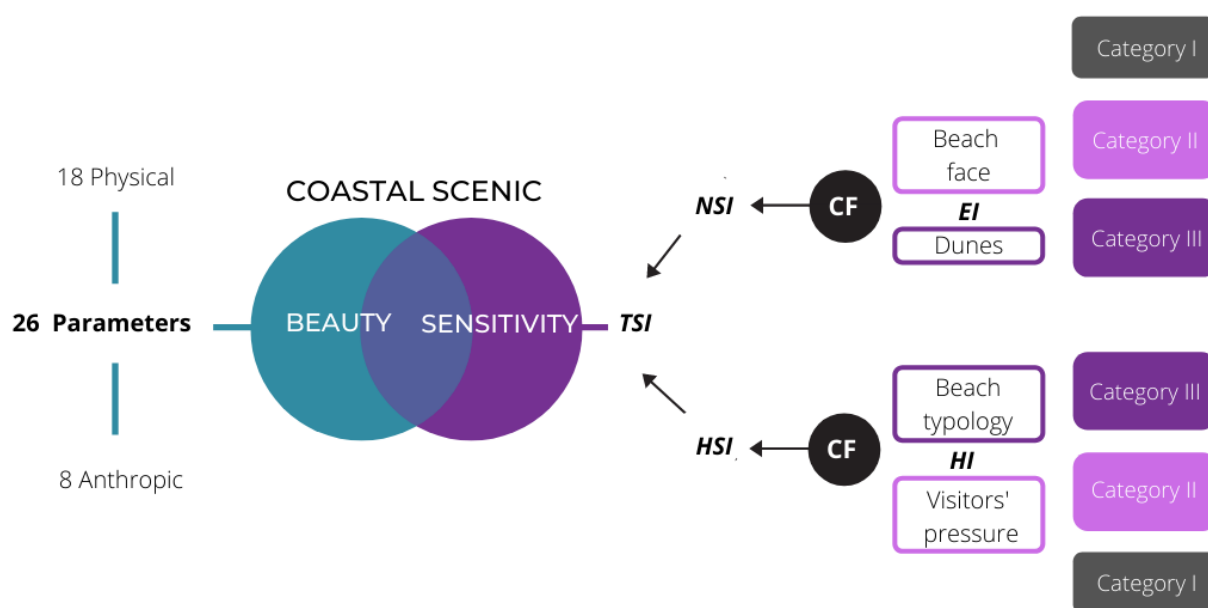 18 Physical
26 Parameters
8 Anthropic
COASTAL SCENIC
BEAUTY
SENSITIVITY
TSI
NSI
HSI
CF
CF
Beach
face
EI
Dunes
Beach
typology
HI
Visitors'
pressure
Category I
Category II
Category III
Category III
Category II
Category I